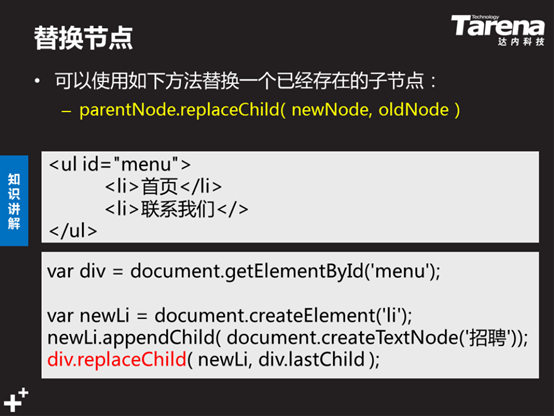 替换节点
Technology
Tarena
达内科技
• 可以使用如下方法替换一个已经存在的子节点：
– parentNode.replaceChild( newNode, oldNode )
知识讲解
<ul id="menu">
<li>首页</li>
<li>联系我们</>
</ul>
var div = document.getElementById('menu');
var newLi = document.createElement('li');
newLi.appendChild( document.createTextNode('招聘'));
div.replaceChild( newLi, div.lastChild );